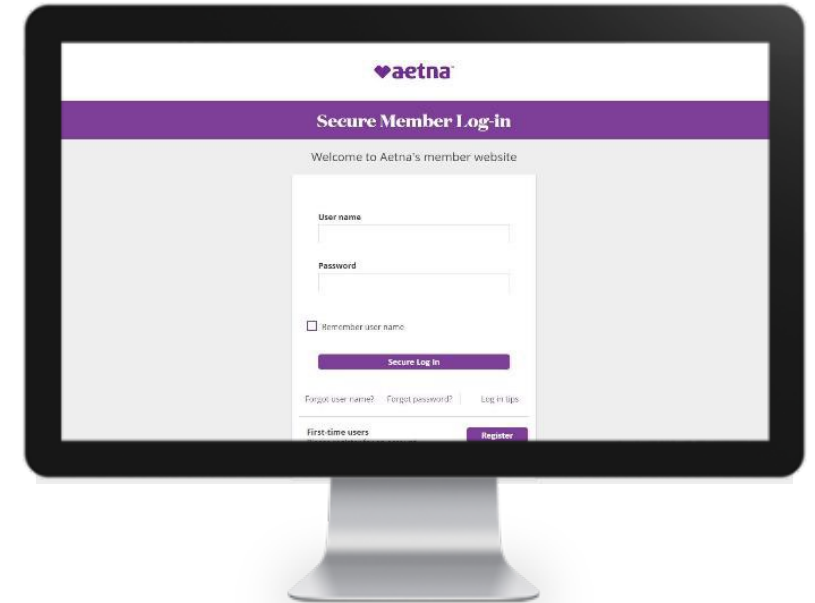 aetna™
Secure Member Log-in
Welcome to Aetna's member website
User name
Password
Remember user name
Secure Log In
Forgot user name? Forgot password? Log in tips
First-time users
Register